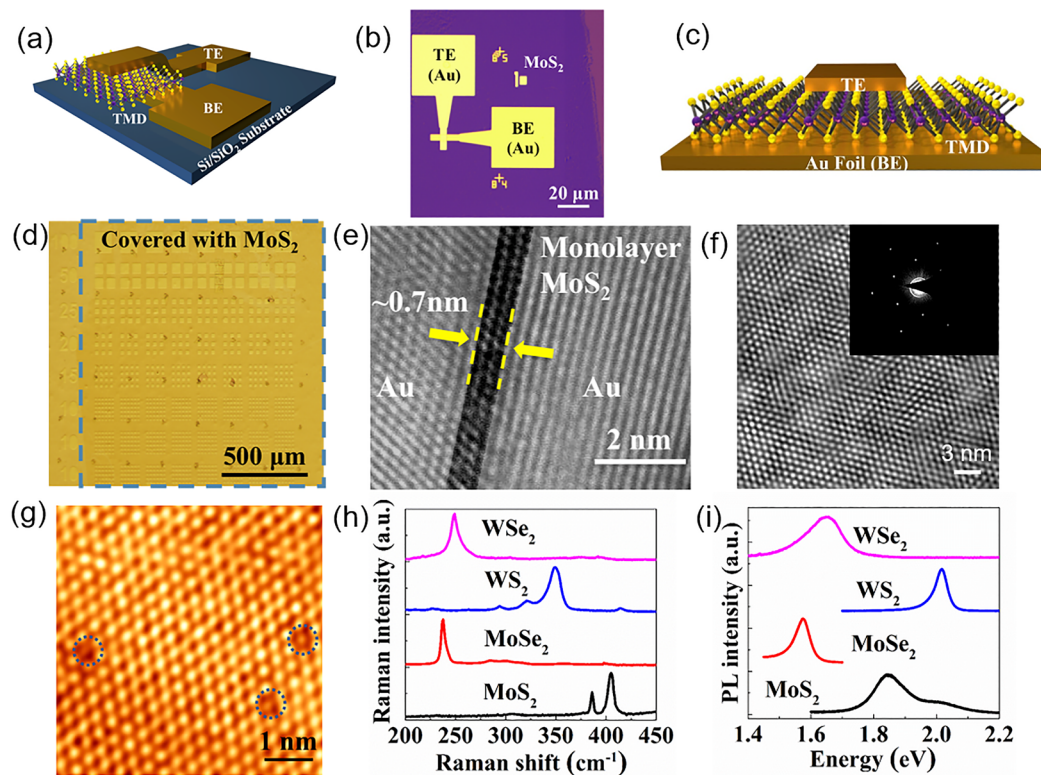 (a)
TE
BE
TMD
Si/SiO₂ Substrate
(b)
TE
(Au)
MoS₂
BE
(Au)
20 μm
(c)
TE
TMD
Au Foil (BE)
(d)
Covered with MoS₂
500 μm
(e)
Monolayer
MoS₂
~0.7nm
Au
Au
2 nm
(f)
3 nm
(g)
1 nm
(h)
Raman intensity (a.u.)
WSe₂
WS₂
MoSe₂
MoS₂
200 250 300 350 400 450
Raman shift (cm⁻¹)
(i)
PL intensity (a.u.)
WSe₂
WS₂
MoSe₂
MoS₂
1.4 1.6 1.8 2.0 2.2
Energy (eV)